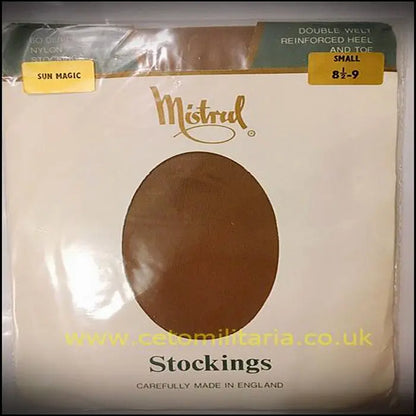 NYLON
STOCKINGS
SUN MAGIC
DOUBLE WELT
REINFORCED HEEL
AND TOE
SMALL
8½-9
Mistral
®
www.cetomilitaria.co.uk
Stockings
CAREFULLY MADE IN ENGLAND